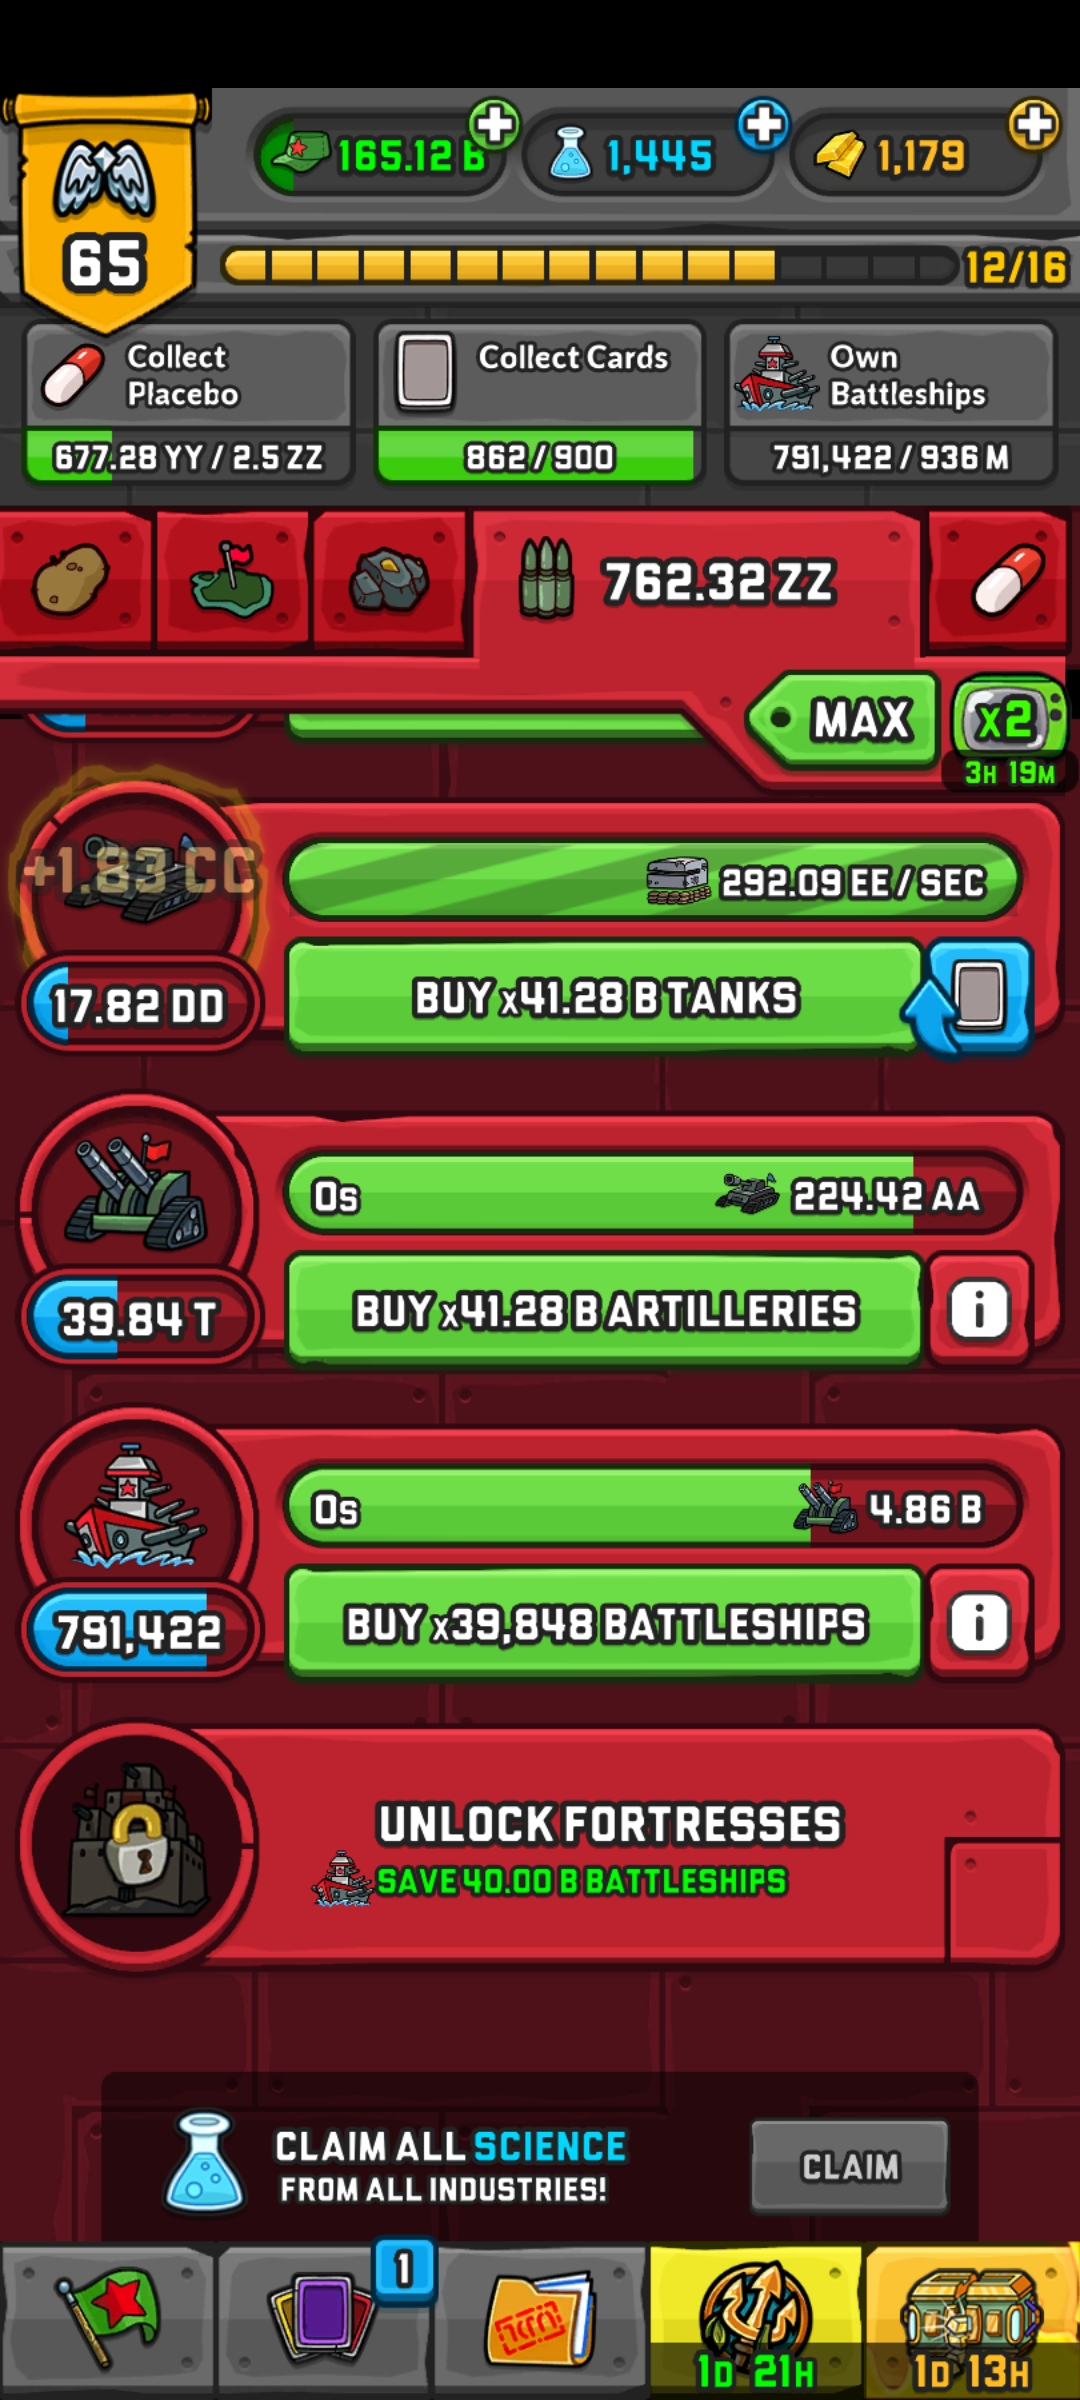 165.12 B
1,445
1,179
65
12/16
Collect
Placebo
677.28 YY / 2.5 ZZ
Collect Cards
862/900
Own
Battleships
791,422 / 936 M
762.32 ZZ
MAX
x2
3H 19M
+1.83 CC
292.09 EE / SEC
17.82 DD
BUY x41.28 B TANKS
0s
224.42 AA
39.84 T
BUY x41.28 B ARTILLERIES
i
0s
4.86 B
791,422
BUY x39,848 BATTLESHIPS
i
UNLOCK FORTRESSES
SAVE 40.00 B BATTLESHIPS
CLAIM ALL SCIENCE
FROM ALL INDUSTRIES!
CLAIM
1
1D 21H
1D 13H